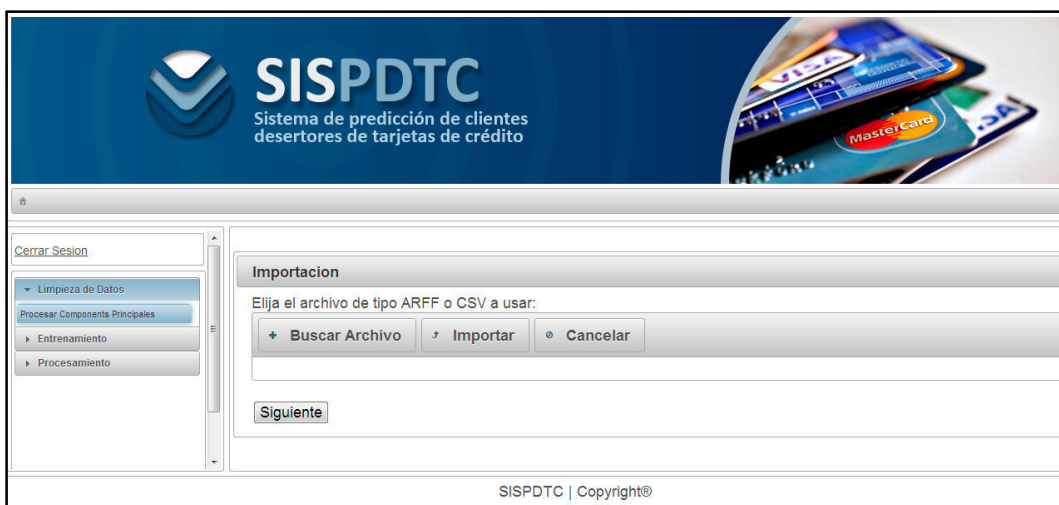 SISPDTC
Sistema de predicción de clientes
desertores de tarjetas de crédito
VISA
MasterCard
VISA
Cerrar Sesion
Limpieza de Datos
Procesar Components Principales
Entrenamiento
Procesamiento
Importacion
Elija el archivo de tipo ARFF o CSV a usar:
+ Buscar Archivo Importar Cancelar
Siguiente
SISPDTC | Copyright®